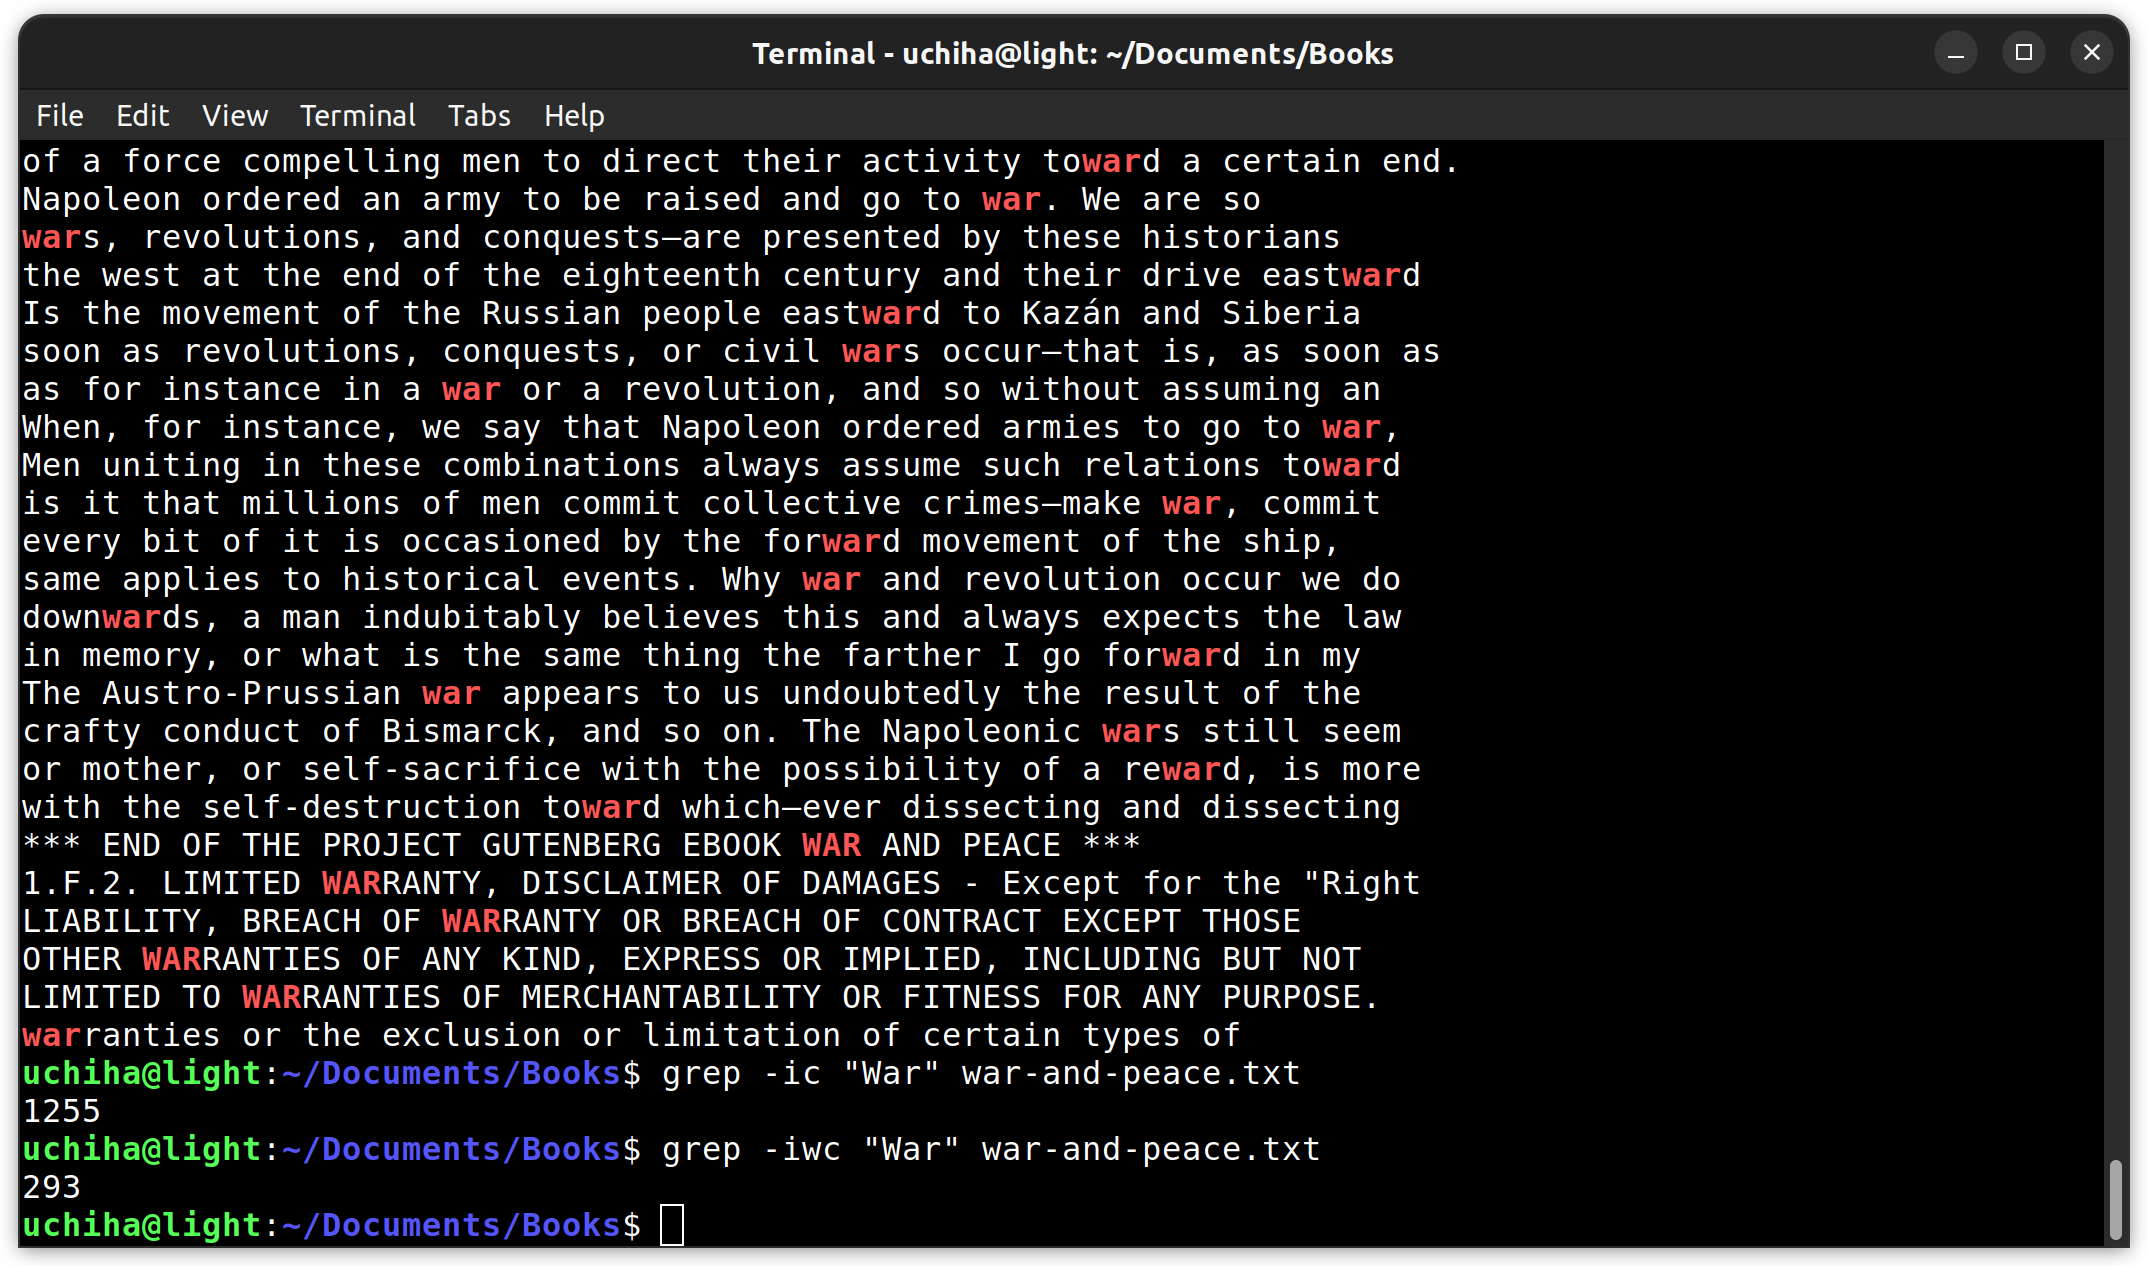 Terminal - uchiha@light: ~/Documents/Books
File Edit View Terminal Tabs Help
of a force compelling men to direct their activity toward a certain end.
Napoleon ordered an army to be raised and go to war. We are so
wars, revolutions, and conquests—are presented by these historians
the west at the end of the eighteenth century and their drive eastward
Is the movement of the Russian people eastward to Kazán and Siberia
soon as revolutions, conquests, or civil wars occur—that is, as soon as
as for instance in a war or a revolution, and so without assuming an
When, for instance, we say that Napoleon ordered armies to go to war,
Men uniting in these combinations always assume such relations toward
is it that millions of men commit collective crimes—make war, commit
every bit of it is occasioned by the forward movement of the ship,
same applies to historical events. Why war and revolution occur we do
downwards, a man indubitably believes this and always expects the law
in memory, or what is the same thing the farther I go forward in my
The Austro-Prussian war appears to us undoubtedly the result of the
crafty conduct of Bismarck, and so on. The Napoleonic wars still seem
or mother, or self-sacrifice with the possibility of a reward, is more
with the self-destruction toward which—ever dissecting and dissecting
*** END OF THE PROJECT GUTENBERG EBOOK WAR AND PEACE ***
1.F.2. LIMITED WARRANTY, DISCLAIMER OF DAMAGES - Except for the "Right
LIABILITY, BREACH OF WARRANTY OR BREACH OF CONTRACT EXCEPT THOSE
OTHER WARRANTIES OF ANY KIND, EXPRESS OR IMPLIED, INCLUDING BUT NOT
LIMITED TO WARRANTIES OF MERCHANTABILITY OR FITNESS FOR ANY PURPOSE.
warranties or the exclusion or limitation of certain types of
uchiha@light:~/Documents/Books$ grep -ic "War" war-and-peace.txt
1255
uchiha@light:~/Documents/Books$ grep -iwc "War" war-and-peace.txt
293
uchiha@light:~/Documents/Books$